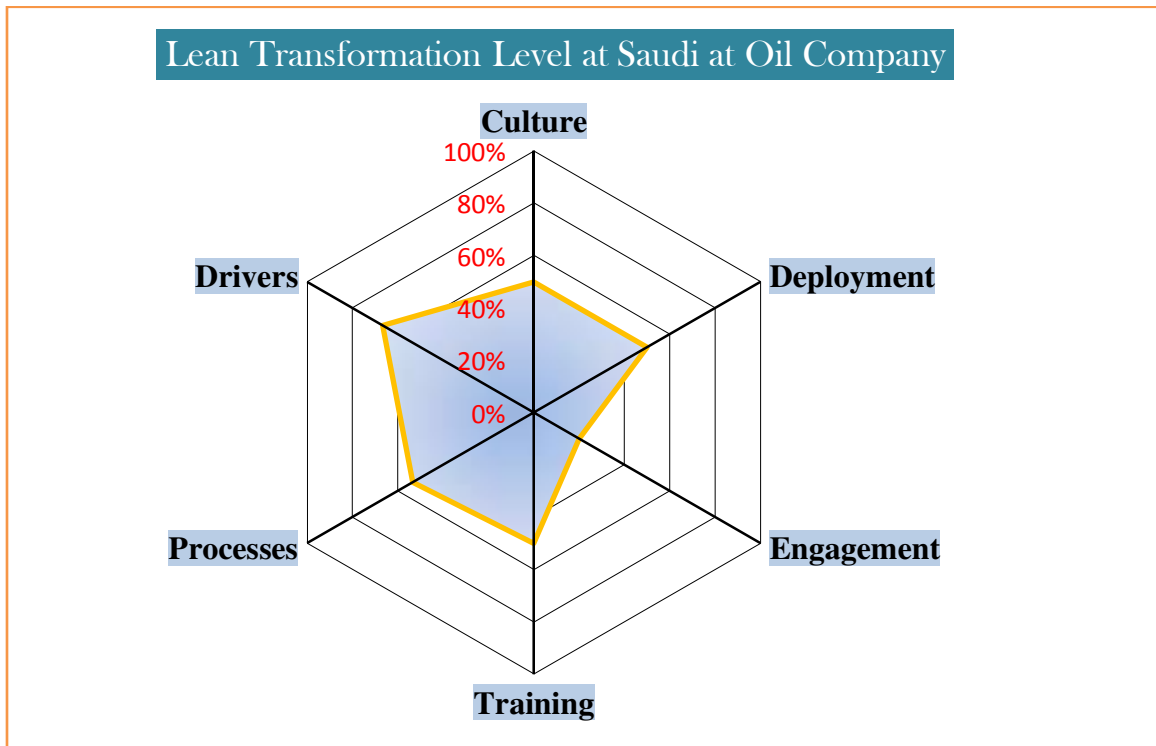 Lean Transformation Level at Saudi at Oil Company
Culture
100%
80%
60%
40%
20%
0%
Drivers
Deployment
Processes
Engagement
Training